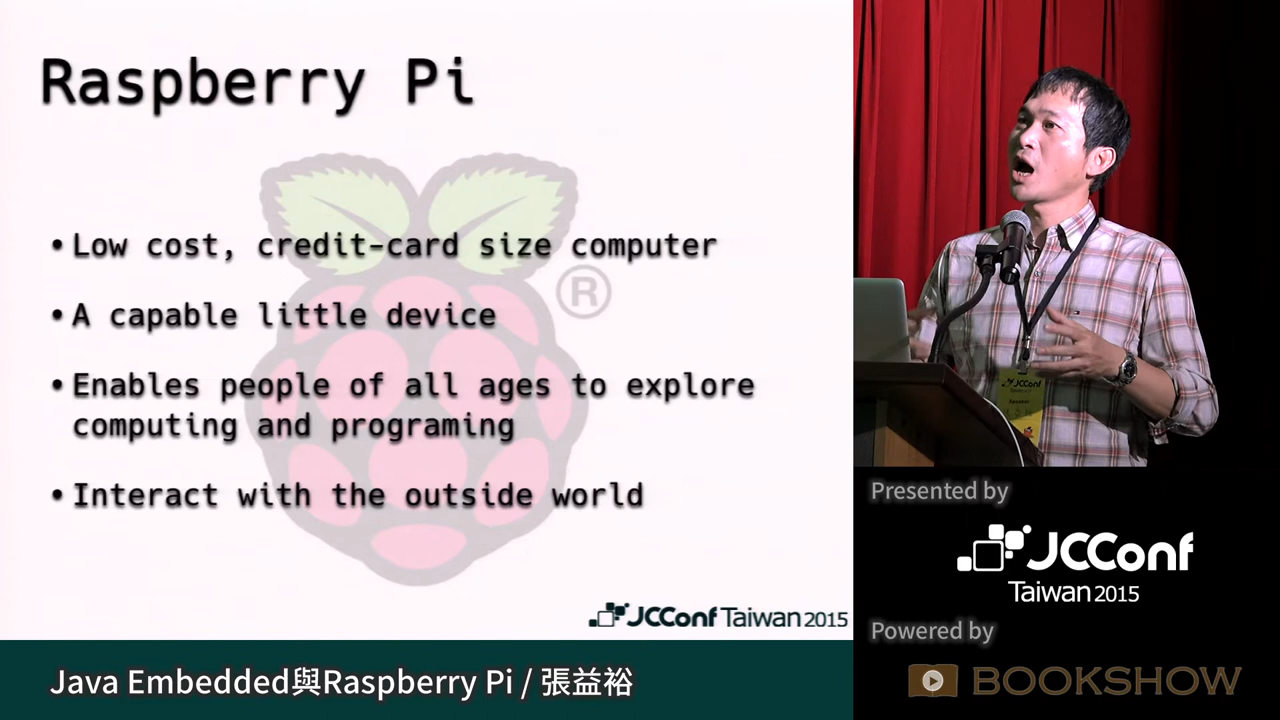 Raspberry Pi
•Low cost, credit-card size computer
•A capable little device
•Enables people of all ages to explore
computing and programing
•Interact with the outside world
®
JCConf Taiwan 2015
Java Embedded與Raspberry Pi / 張益裕
JCConf
Presented by
JCConf
Taiwan 2015
Powered by
BOOKSHOW